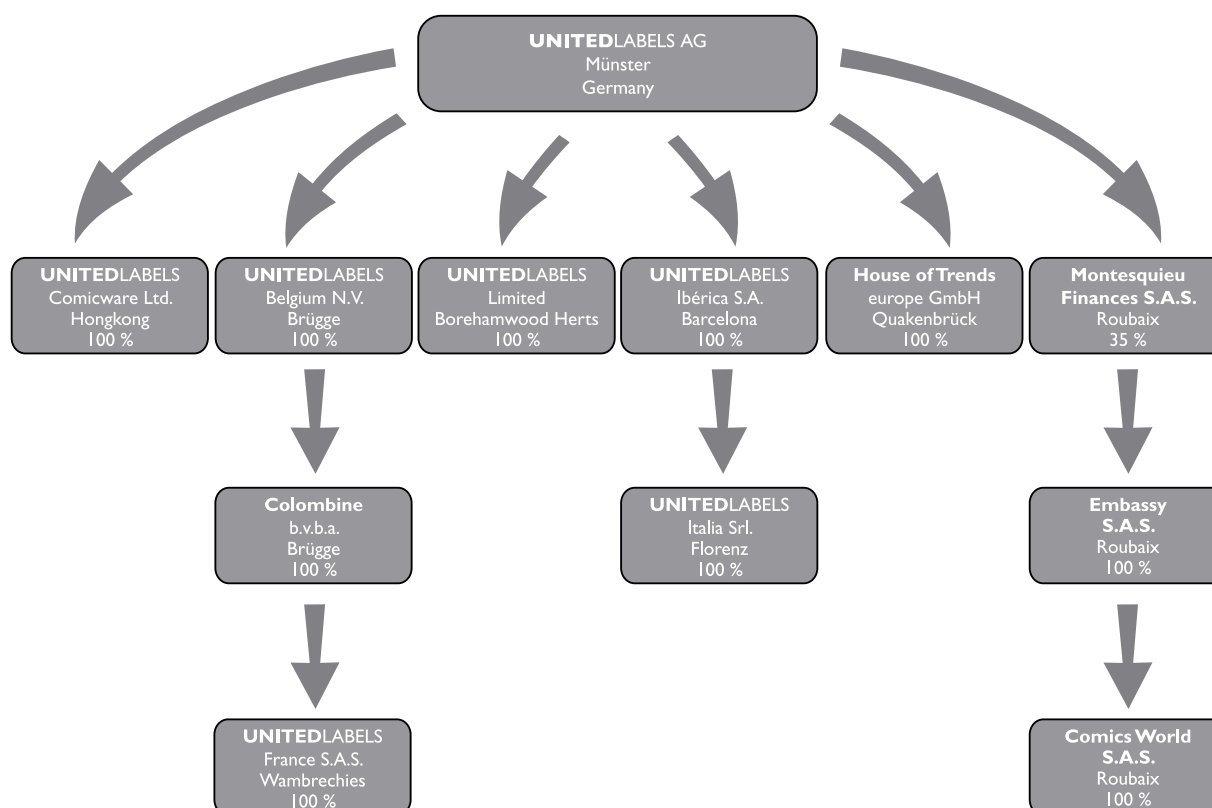 UNITEDLABELS AG
Münster
Germany
UNITEDLABELS
Comicware Ltd.
Hongkong
100 %
UNITEDLABELS
Belgium N.V.
Brügge
100 %
UNITEDLABELS
Limited
Borehamwood Herts
100 %
UNITEDLABELS
Ibérica S.A.
Barcelona
100 %
House of Trends
europe GmbH
Quakenbrück
100 %
Montesquieu
Finances S.A.S.
Roubaix
35 %
Colombine
b.v.b.a.
Brügge
100 %
UNITEDLABELS
Italia Srl.
Florenz
100 %
Embassy
S.A.S.
Roubaix
100 %
UNITEDLABELS
France S.A.S.
Wambrechies
100 %
Comics World
S.A.S.
Roubaix
100 %